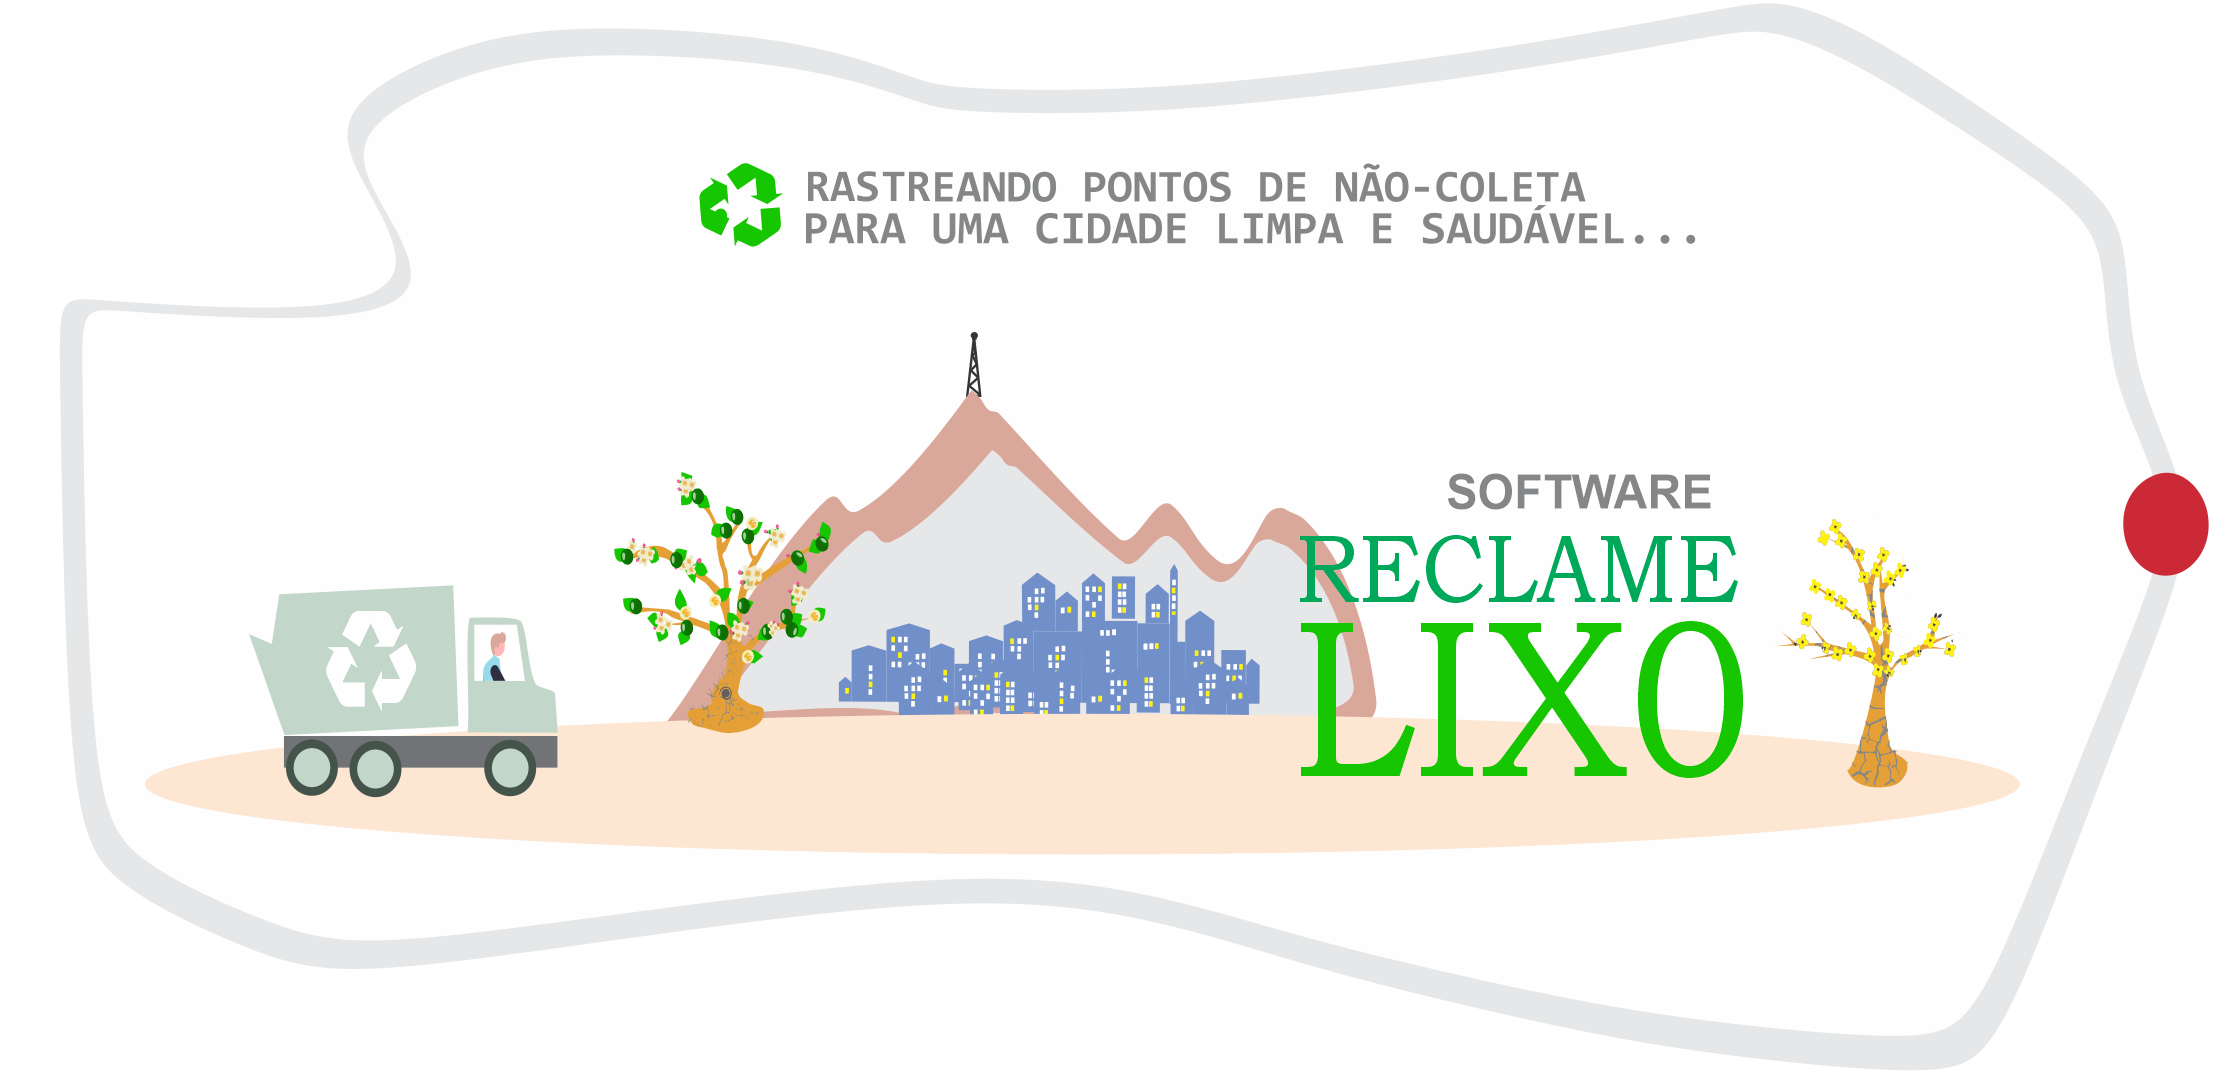 RASTREANDO PONTOS DE NÃO-COLETA
PARA UMA CIDADE LIMPA E SAUDÁVEL...
SOFTWARE
RECLAME
LIXO